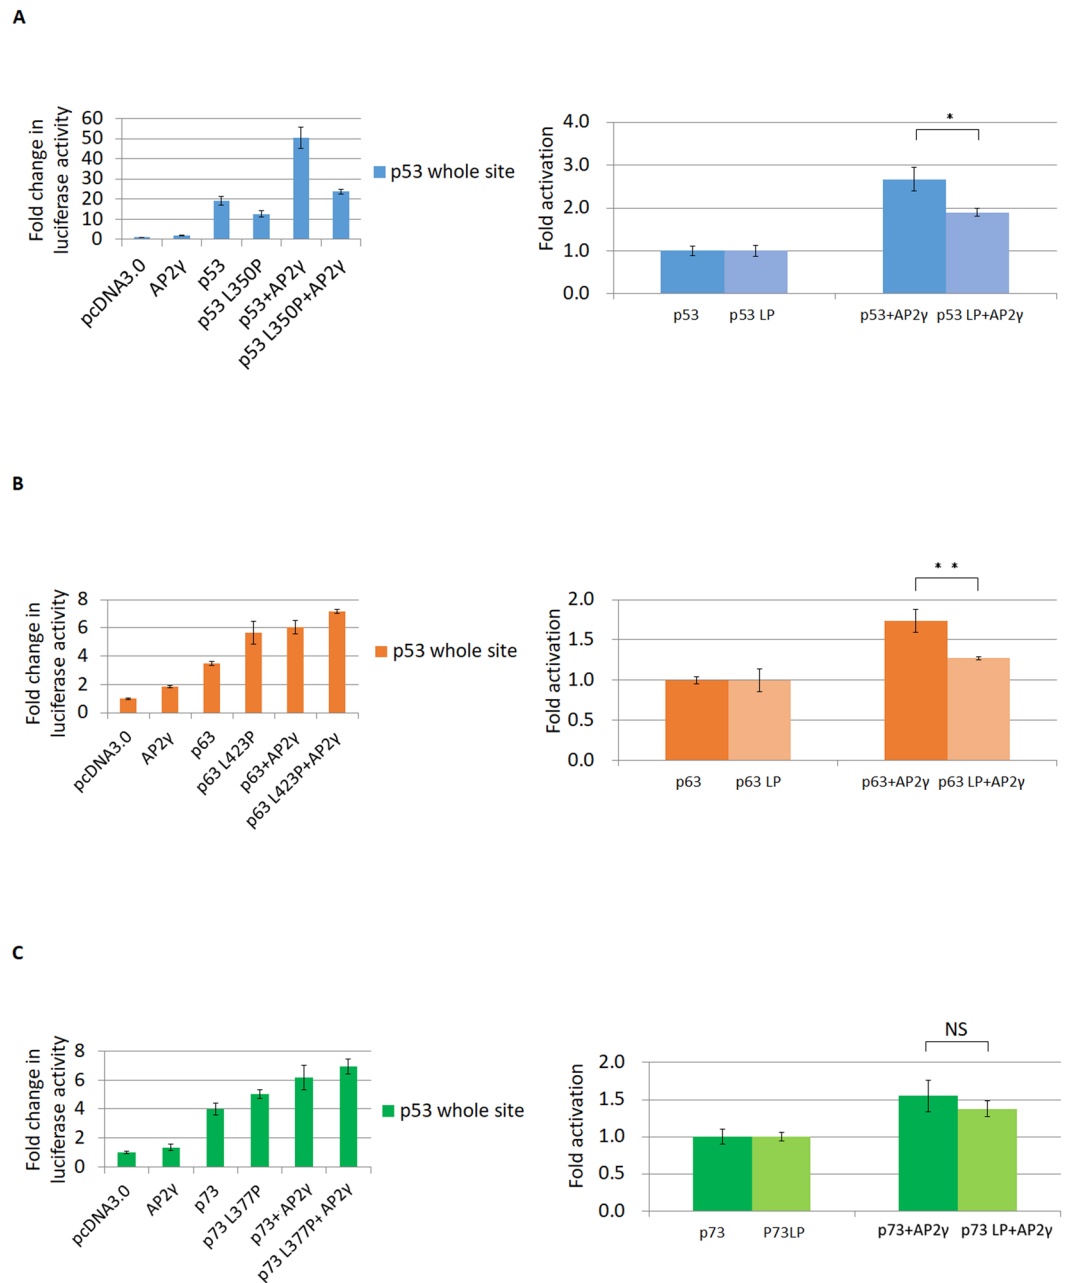 A
Fold change in
luciferase activity
60
50
40
30
20
10
0
pcDNA3.0
AP2γ
p53
p53 L350P
p53+AP2γ
p53 L350P+AP2γ
p53 whole site
Fold activation
4.0
3.0
2.0
1.0
0.0
*
p53
p53 LP
p53+AP2γ
p53 LP+AP2γ
B
Fold change in
luciferase activity
8
6
4
2
0
pcDNA3.0
AP2γ
p63
p63 L423P
p63+AP2γ
p63 L423P+AP2γ
p53 whole site
Fold activation
2.0
1.5
1.0
0.5
0.0
* *
p63
p63 LP
p63+AP2γ
p63 LP+AP2γ
C
Fold change in
luciferase activity
8
6
4
2
0
pcDNA3.0
AP2γ
p73
p73 L377P
p73+ AP2γ
p73 L377P+ AP2γ
p53 whole site
Fold activation
2.0
1.5
1.0
0.5
0.0
NS
p73
P73LP
p73+AP2γ
p73 LP+AP2γ